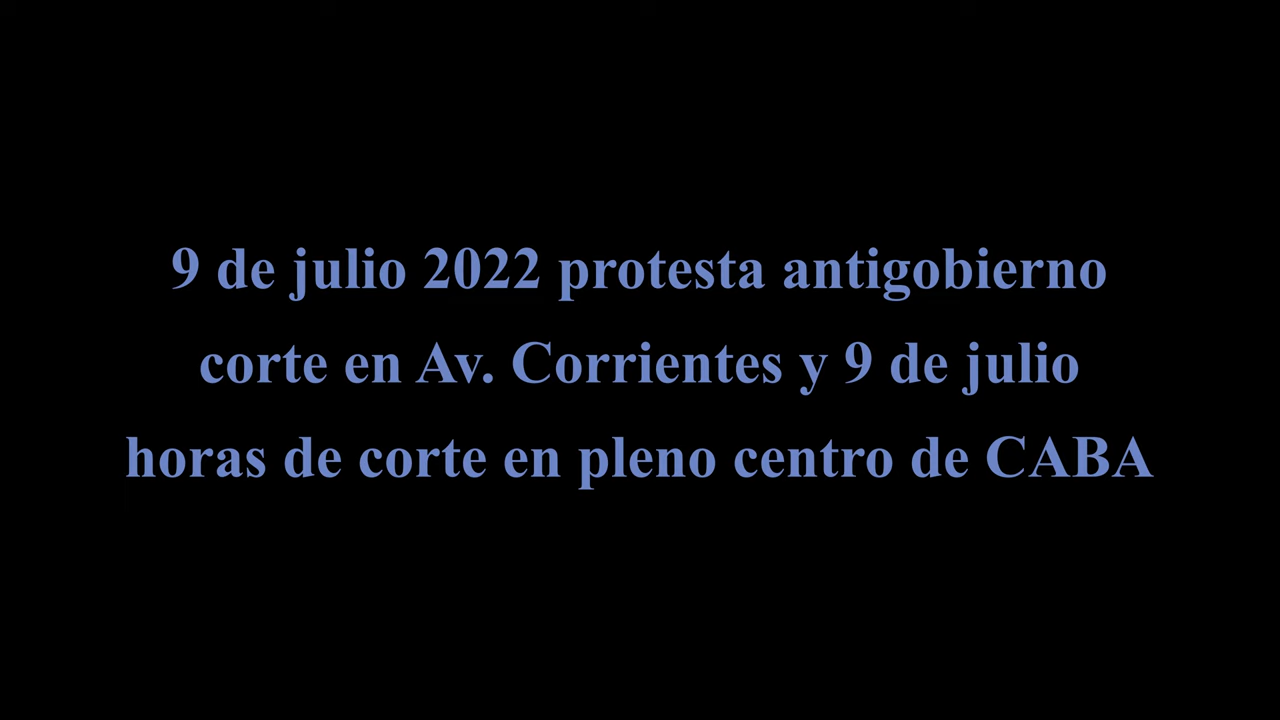 9 de julio 2022 protesta antigobierno
corte en Av. Corrientes y 9 de julio
horas de corte en pleno centro de CABA